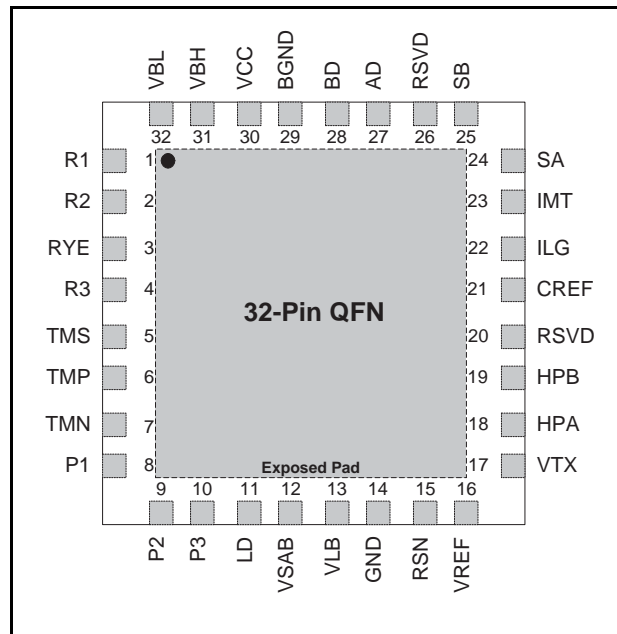 VBL VBH VCC BGND BD AD RSVD SB
32 31 30 29 28 27 26 25
R1 1 24 SA
R2 2 23 IMT
RYE 3 22 ILG
R3 4 21 CREF
32-Pin QFN
TMS 5 20 RSVD
TMP 6 19 HPB
TMN 7 18 HPA
P1 8 17 VTX
Exposed Pad
9 10 11 12 13 14 15 16
P2 P3 LD VSAB VLB GND RSN VREF